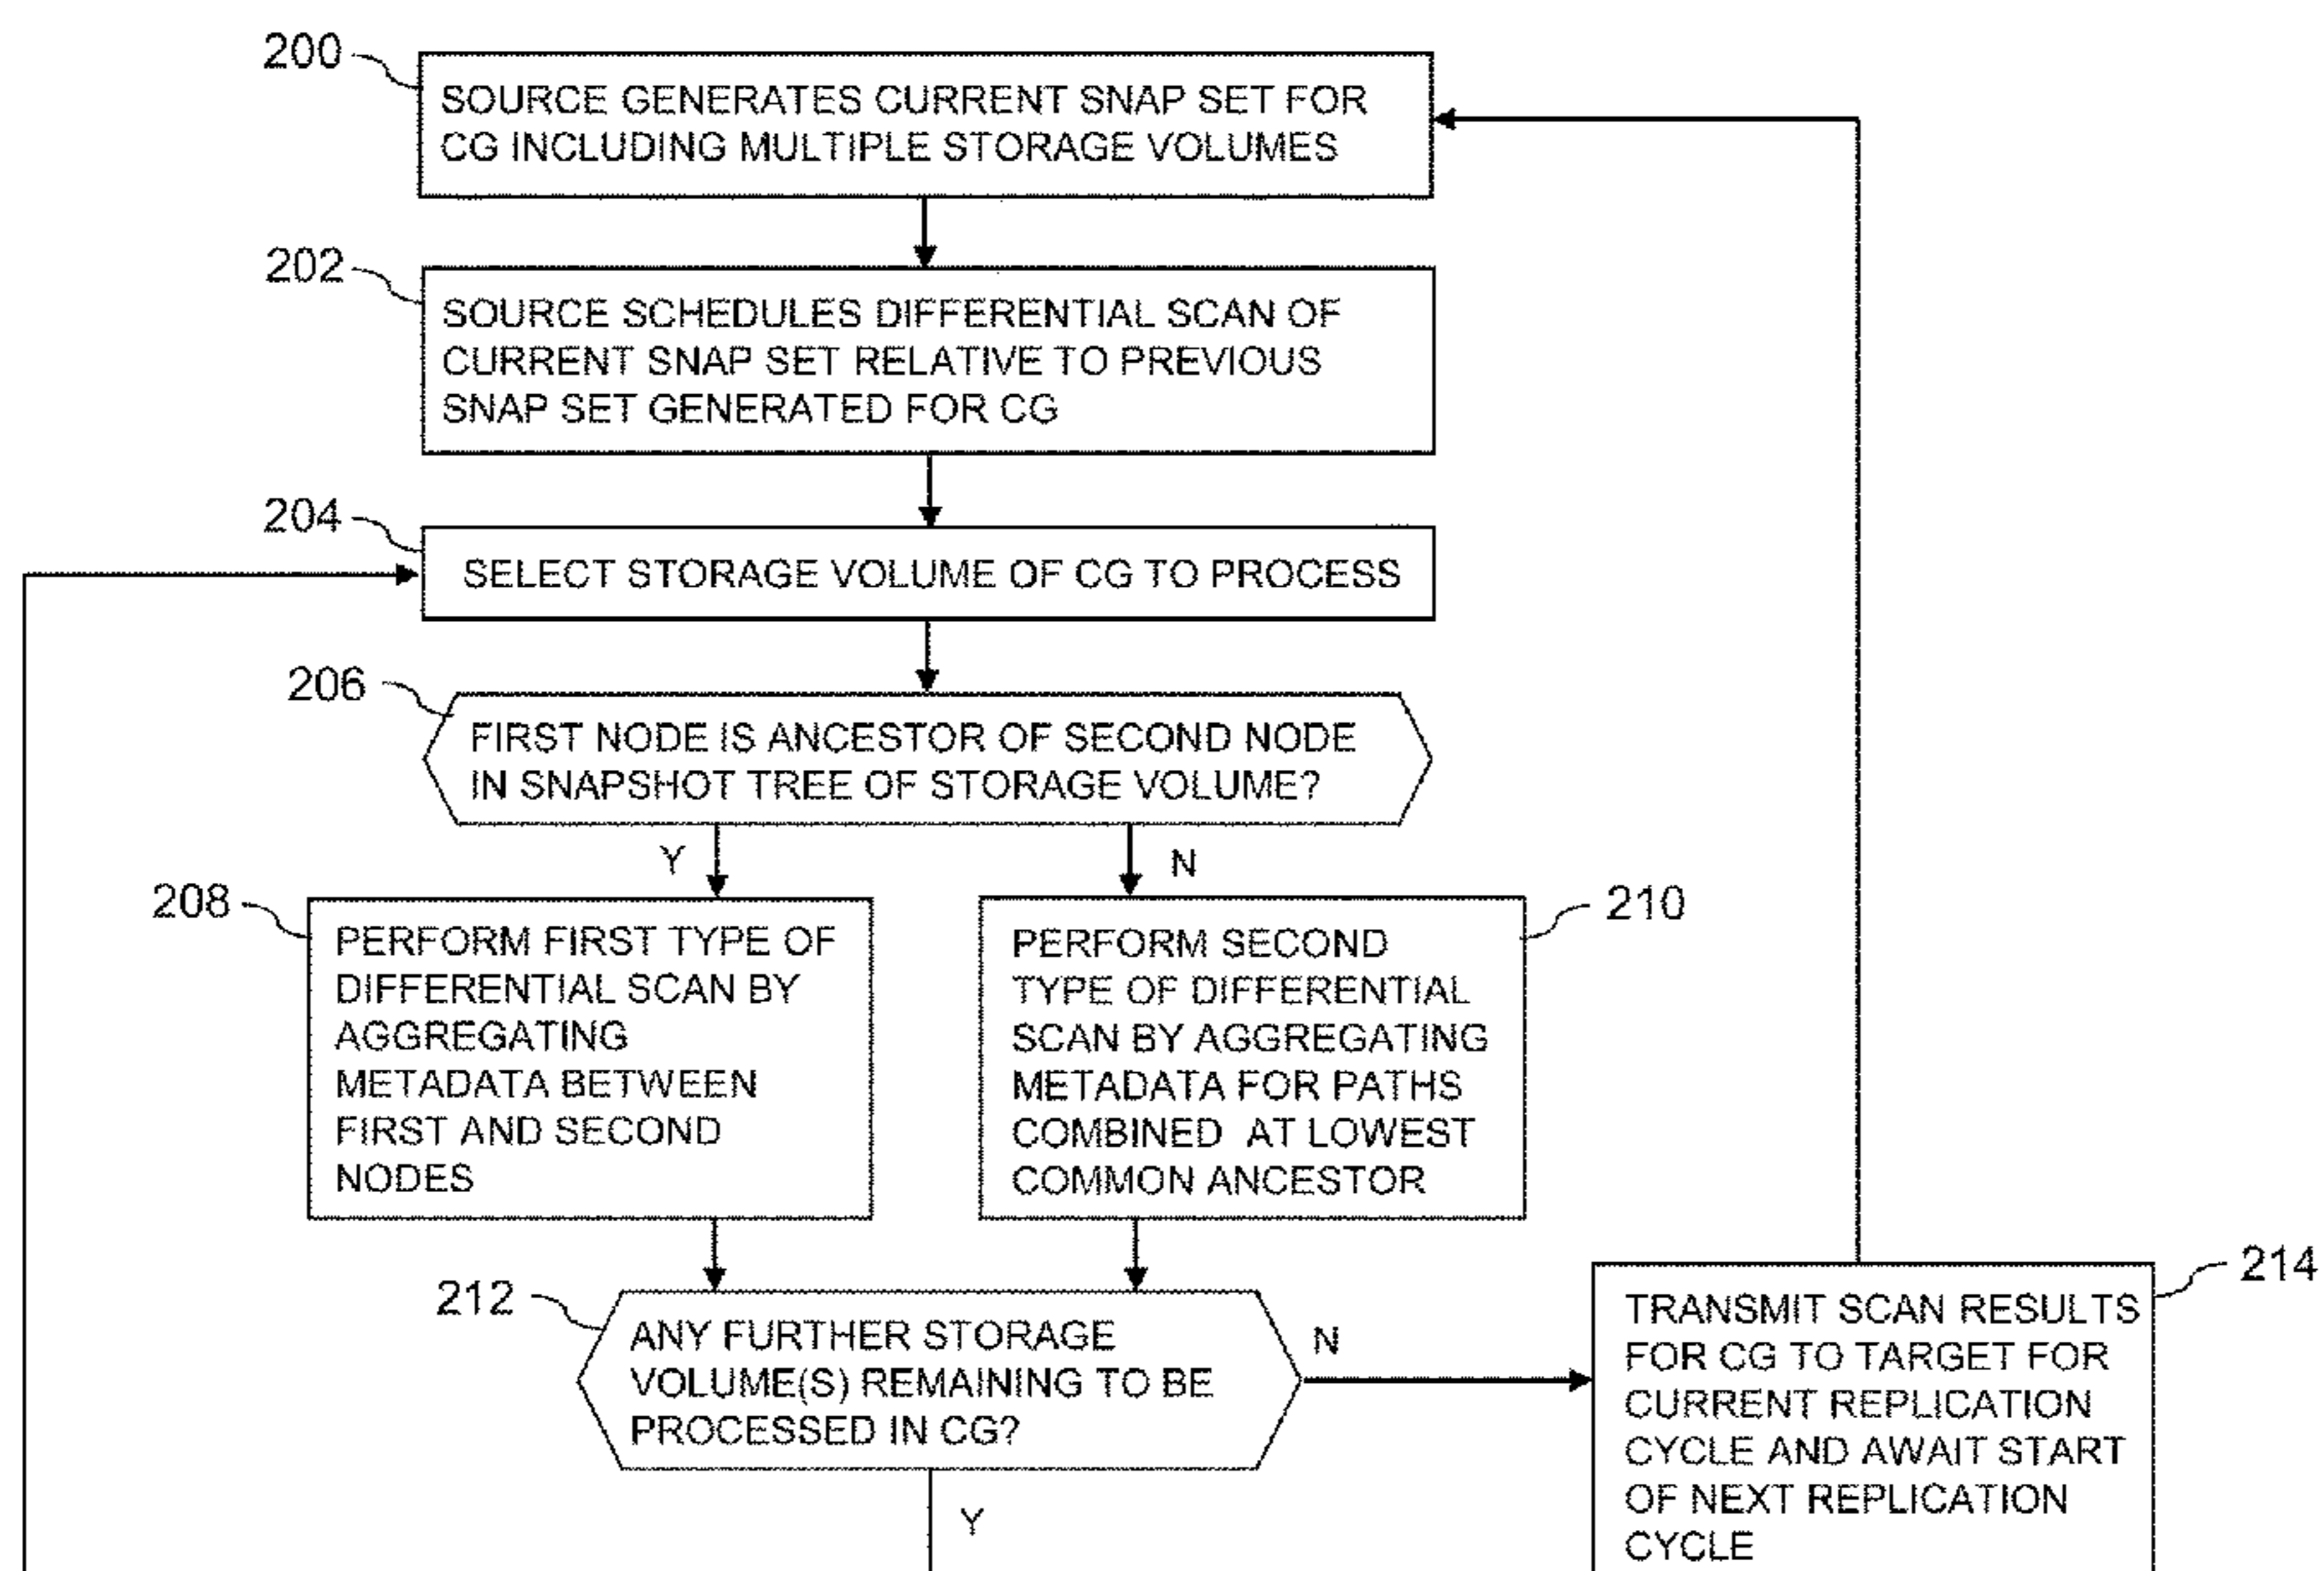 200
SOURCE GENERATES CURRENT SNAP SET FOR
CG INCLUDING MULTIPLE STORAGE VOLUMES
202
SOURCE SCHEDULES DIFFERENTIAL SCAN OF
CURRENT SNAP SET RELATIVE TO PREVIOUS
SNAP SET GENERATED FOR CG
204
SELECT STORAGE VOLUME OF CG TO PROCESS
206
FIRST NODE IS ANCESTOR OF SECOND NODE
IN SNAPSHOT TREE OF STORAGE VOLUME?
Y
N
208
PERFORM FIRST TYPE OF
DIFFERENTIAL SCAN BY
AGGREGATING
METADATA BETWEEN
FIRST AND SECOND
NODES
210
PERFORM SECOND
TYPE OF DIFFERENTIAL
SCAN BY AGGREGATING
METADATA FOR PATHS
COMBINED AT LOWEST
COMMON ANCESTOR
212
ANY FURTHER STORAGE
VOLUME(S) REMAINING TO BE
PROCESSED IN CG?
N
Y
214
TRANSMIT SCAN RESULTS
FOR CG TO TARGET FOR
CURRENT REPLICATION
CYCLE AND AWAIT START
OF NEXT REPLICATION
CYCLE